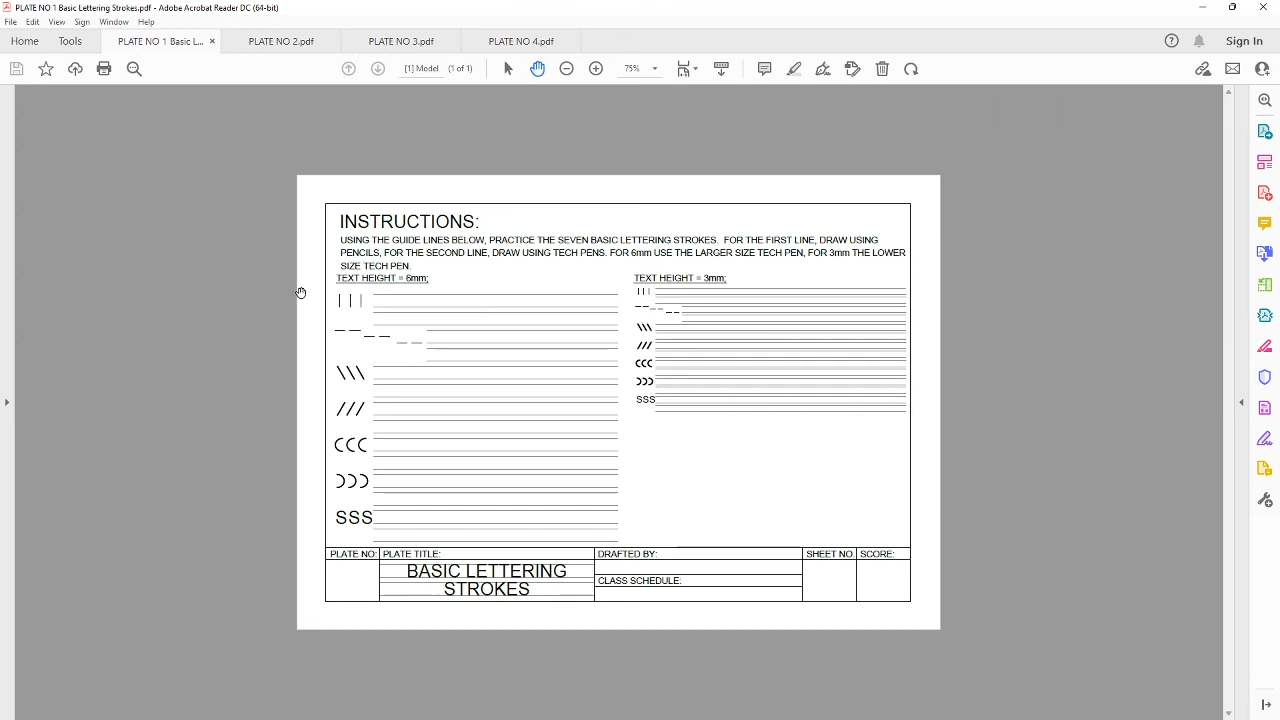 PLATE NO 1 Basic Lettering Strokes.pdf - Adobe Acrobat Reader DC (64-bit)
File Edit View Sign Window Help
Home Tools PLATE NO 1 Basic L... × PLATE NO 2.pdf PLATE NO 3.pdf PLATE NO 4.pdf Sign In
[1] Model (1 of 1) 75%
INSTRUCTIONS:
USING THE GUIDE LINES BELOW, PRACTICE THE SEVEN BASIC LETTERING STROKES. FOR THE FIRST LINE, DRAW USING
PENCILS, FOR THE SECOND LINE, DRAW USING TECH PENS. FOR 6mm USE THE LARGER SIZE TECH PEN, FOR 3mm THE LOWER
SIZE TECH PEN.
TEXT HEIGHT = 6mm;
SSS
TEXT HEIGHT = 3mm;
SSS
PLATE NO: PLATE TITLE: DRAFTED BY: SHEET NO. SCORE:
BASIC LETTERING
STROKES
CLASS SCHEDULE: